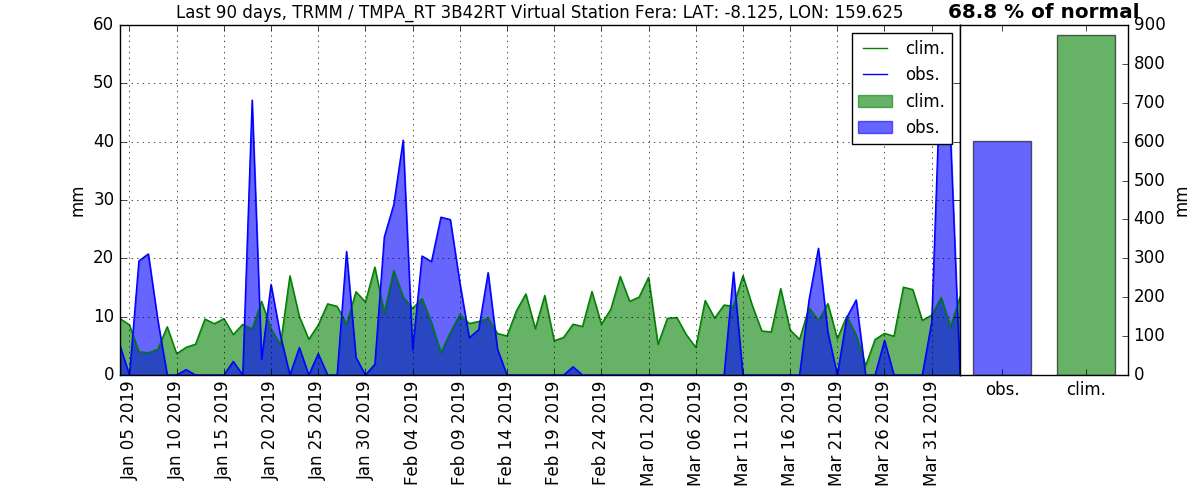 Last 90 days, TRMM / TMPA_RT 3B42RT Virtual Station Fera: LAT: -8.125, LON: 159.625
68.8 % of normal
60
50
40
30
20
10
0
mm
clim.
obs.
clim.
obs.
900
800
700
600
500
400
300
200
100
0
mm
Jan 05 2019
Jan 10 2019
Jan 15 2019
Jan 20 2019
Jan 25 2019
Jan 30 2019
Feb 04 2019
Feb 09 2019
Feb 14 2019
Feb 19 2019
Feb 24 2019
Mar 01 2019
Mar 06 2019
Mar 11 2019
Mar 16 2019
Mar 21 2019
Mar 26 2019
Mar 31 2019
obs.
clim.